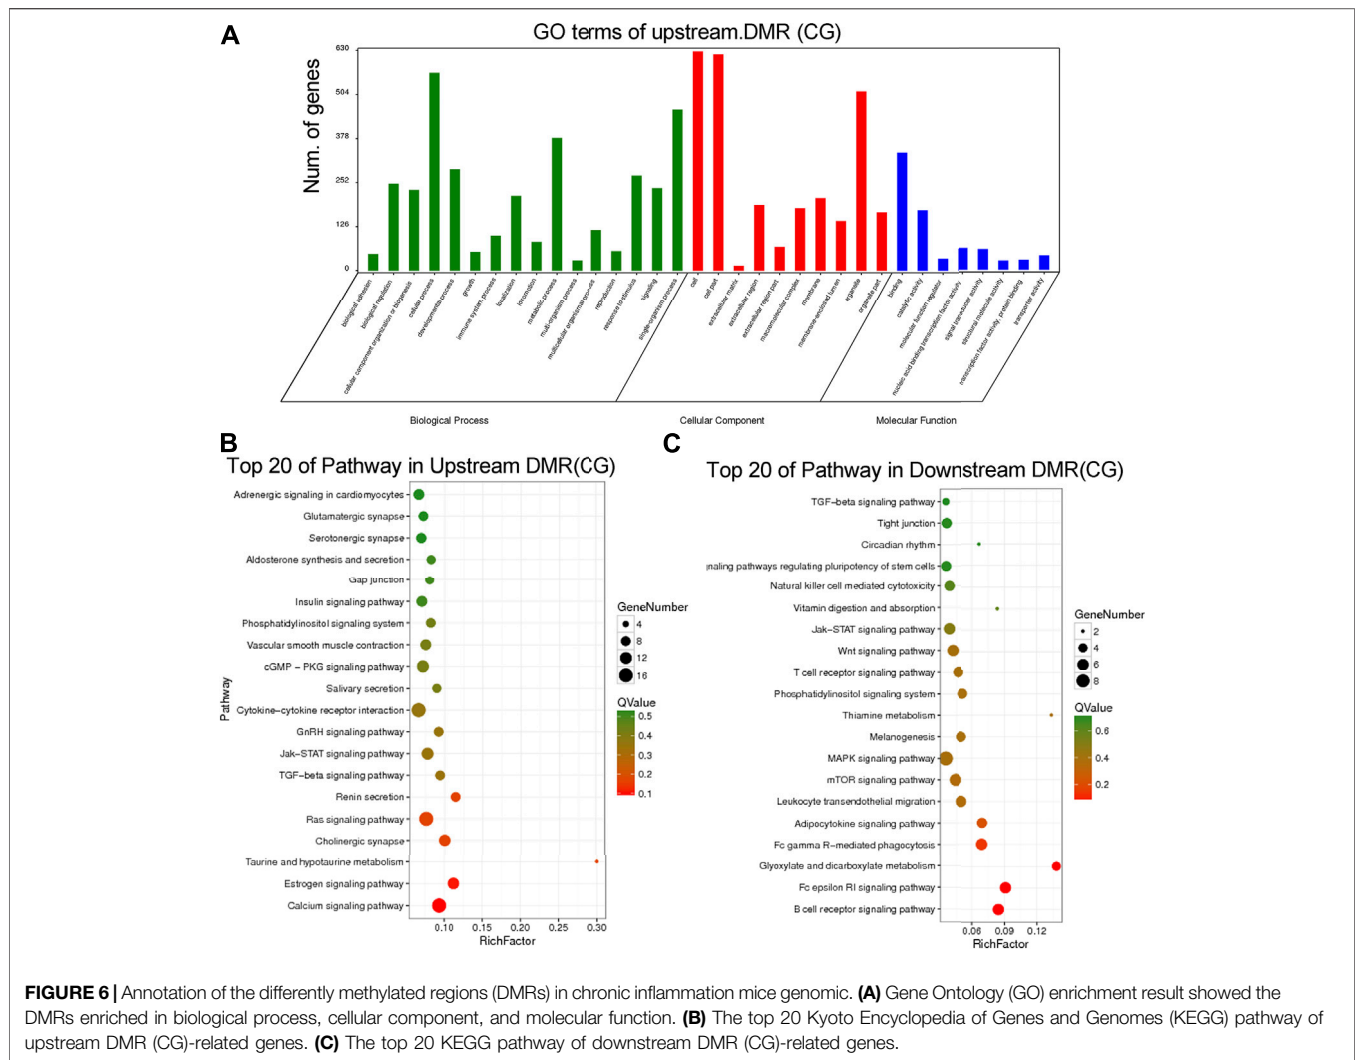 A
GO terms of upstream.DMR (CG)
Num. of genes
630
504
378
252
126
0
biological adhesion
biological regulation
cellular component organization or biogenesis
cellular process
developmental process
growth
immune system process
localization
locomotion
metabolic process
multi-organism process
multicellular organismal
reproduction
response to stimulus
signaling
single-organism process
cell
cell part
extracellular matrix
extracellular region
extracellular region part
macromolecular complex
membrane
membrane-enclosed lumen
organelle
organelle part
binding
catalytic activity
molecular function regulator
nucleic acid binding transcription factor activity
signal transducer activity
structural molecule activity
transcription factor activity, protein binding
transporter activity
Biological Process
Cellular Component
Molecular Function
B
Top 20 of Pathway in Upstream DMR(CG)
Pathway
Adrenergic signaling in cardiomyocytes
Glutamatergic synapse
Serotonergic synapse
Aldosterone synthesis and secretion
Gap junction
Insulin signaling pathway
Phosphatidylinositol signaling system
Vascular smooth muscle contraction
cGMP - PKG signaling pathway
Salivary secretion
Cytokine-cytokine receptor interaction
GnRH signaling pathway
Jak-STAT signaling pathway
TGF-beta signaling pathway
Renin secretion
Ras signaling pathway
Cholinergic synapse
Taurine and hypotaurine metabolism
Estrogen signaling pathway
Calcium signaling pathway
0.10 0.15 0.20 0.25 0.30
RichFactor
GeneNumber
4
8
12
16
QValue
0.5
0.4
0.3
0.2
0.1
C
Top 20 of Pathway in Downstream DMR(CG)
TGF-beta signaling pathway
Tight junction
Circadian rhythm
naling pathways regulating pluripotency of stem cells
Natural killer cell mediated cytotoxicity
Vitamin digestion and absorption
Jak-STAT signaling pathway
Wnt signaling pathway
T cell receptor signaling pathway
Phosphatidylinositol signaling system
Thiamine metabolism
Melanogenesis
MAPK signaling pathway
mTOR signaling pathway
Leukocyte transendothelial migration
Adipocytokine signaling pathway
Fc gamma R-mediated phagocytosis
Glyoxylate and dicarboxylate metabolism
Fc epsilon RI signaling pathway
B cell receptor signaling pathway
0.06 0.09 0.12
RichFactor
GeneNumber
2
4
6
8
QValue
0.6
0.4
0.2
FIGURE 6 | Annotation of the differently methylated regions (DMRs) in chronic inflammation mice genomic. (A) Gene Ontology (GO) enrichment result showed the
DMRs enriched in biological process, cellular component, and molecular function. (B) The top 20 Kyoto Encyclopedia of Genes and Genomes (KEGG) pathway of
upstream DMR (CG)-related genes. (C) The top 20 KEGG pathway of downstream DMR (CG)-related genes.